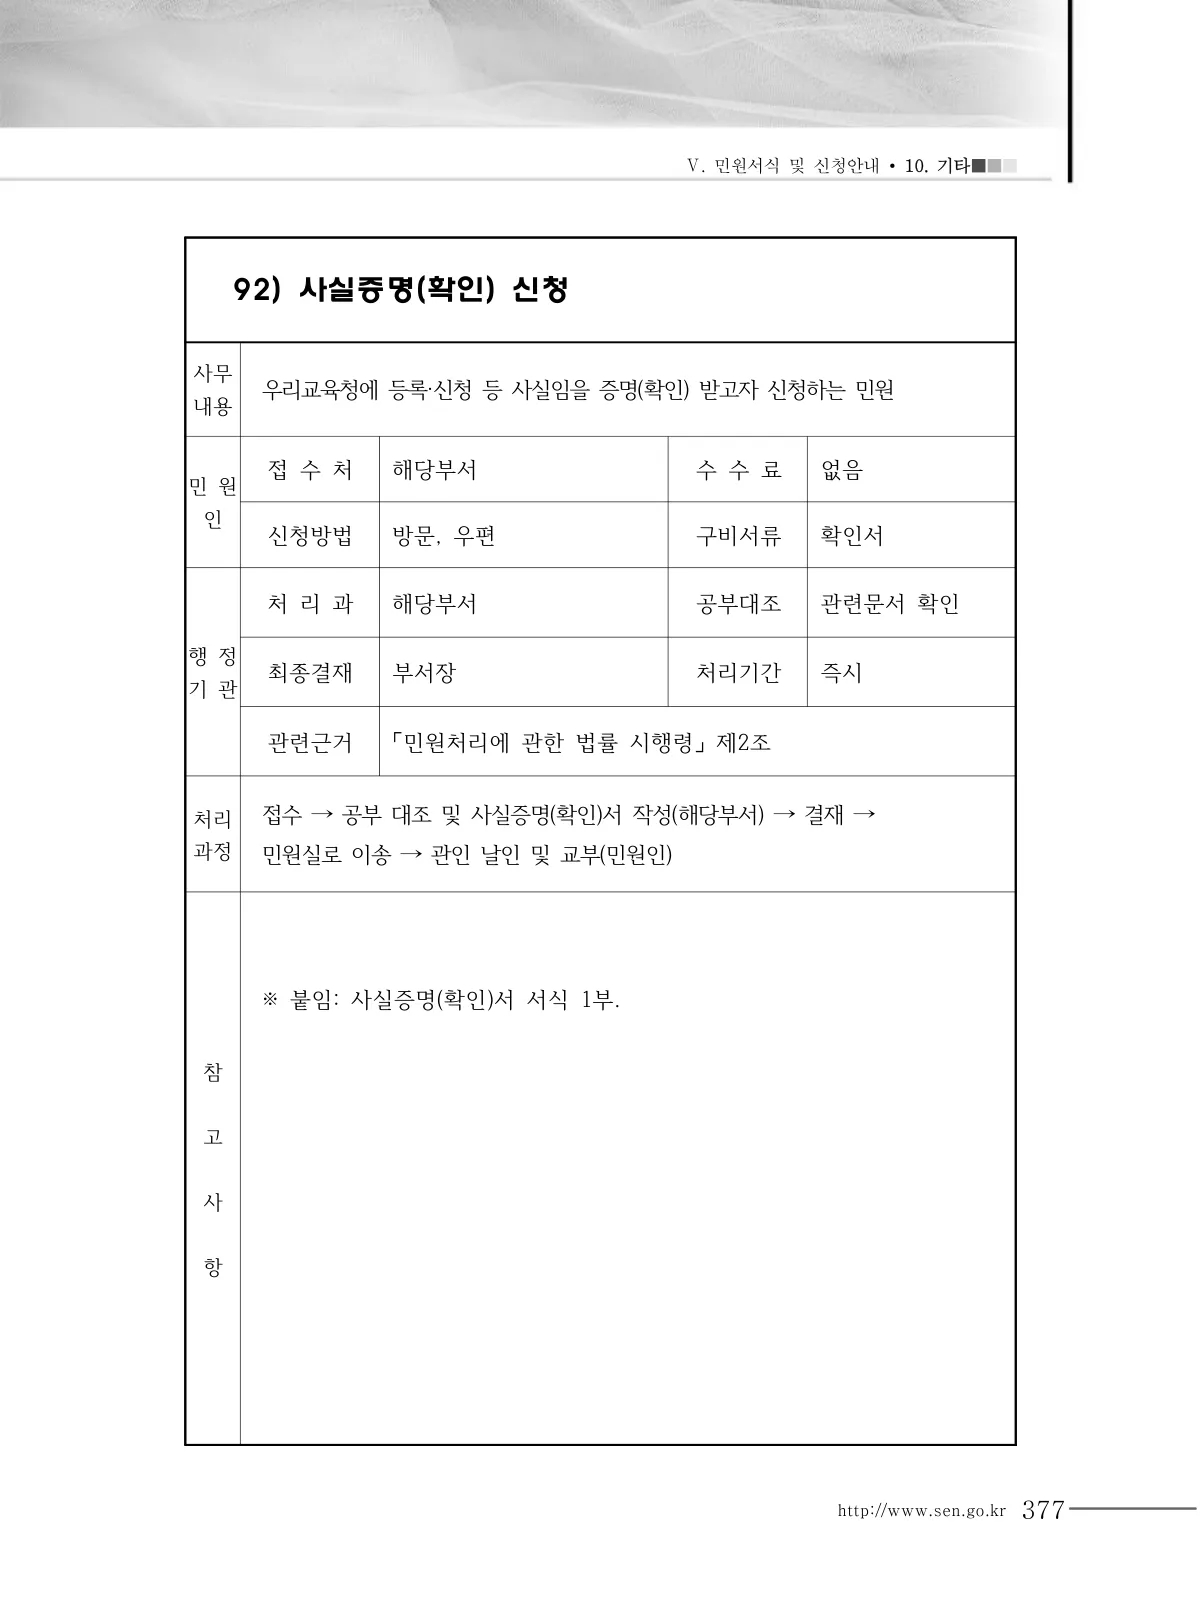 Ⅴ. 민원서식 및 신청안내 • 10. 기타
92) 사실증명(확인) 신청
사무
내용
우리교육청에 등록·신청 등 사실임을 증명(확인) 받고자 신청하는 민원
민 원
인
접 수 처 해당부서 수 수 료 없음
신청방법 방문, 우편 구비서류 확인서
행 정
기 관
처 리 과 해당부서 공부대조 관련문서 확인
최종결재 부서장 처리기간 즉시
관련근거 「민원처리에 관한 법률 시행령」제2조
처리
과정
접수 → 공부 대조 및 사실증명(확인)서 작성(해당부서) → 결재 →
민원실로 이송 → 관인 날인 및 교부(민원인)
참
고
사
항
※ 붙임: 사실증명(확인)서 서식 1부.
http://www.sen.go.kr 377